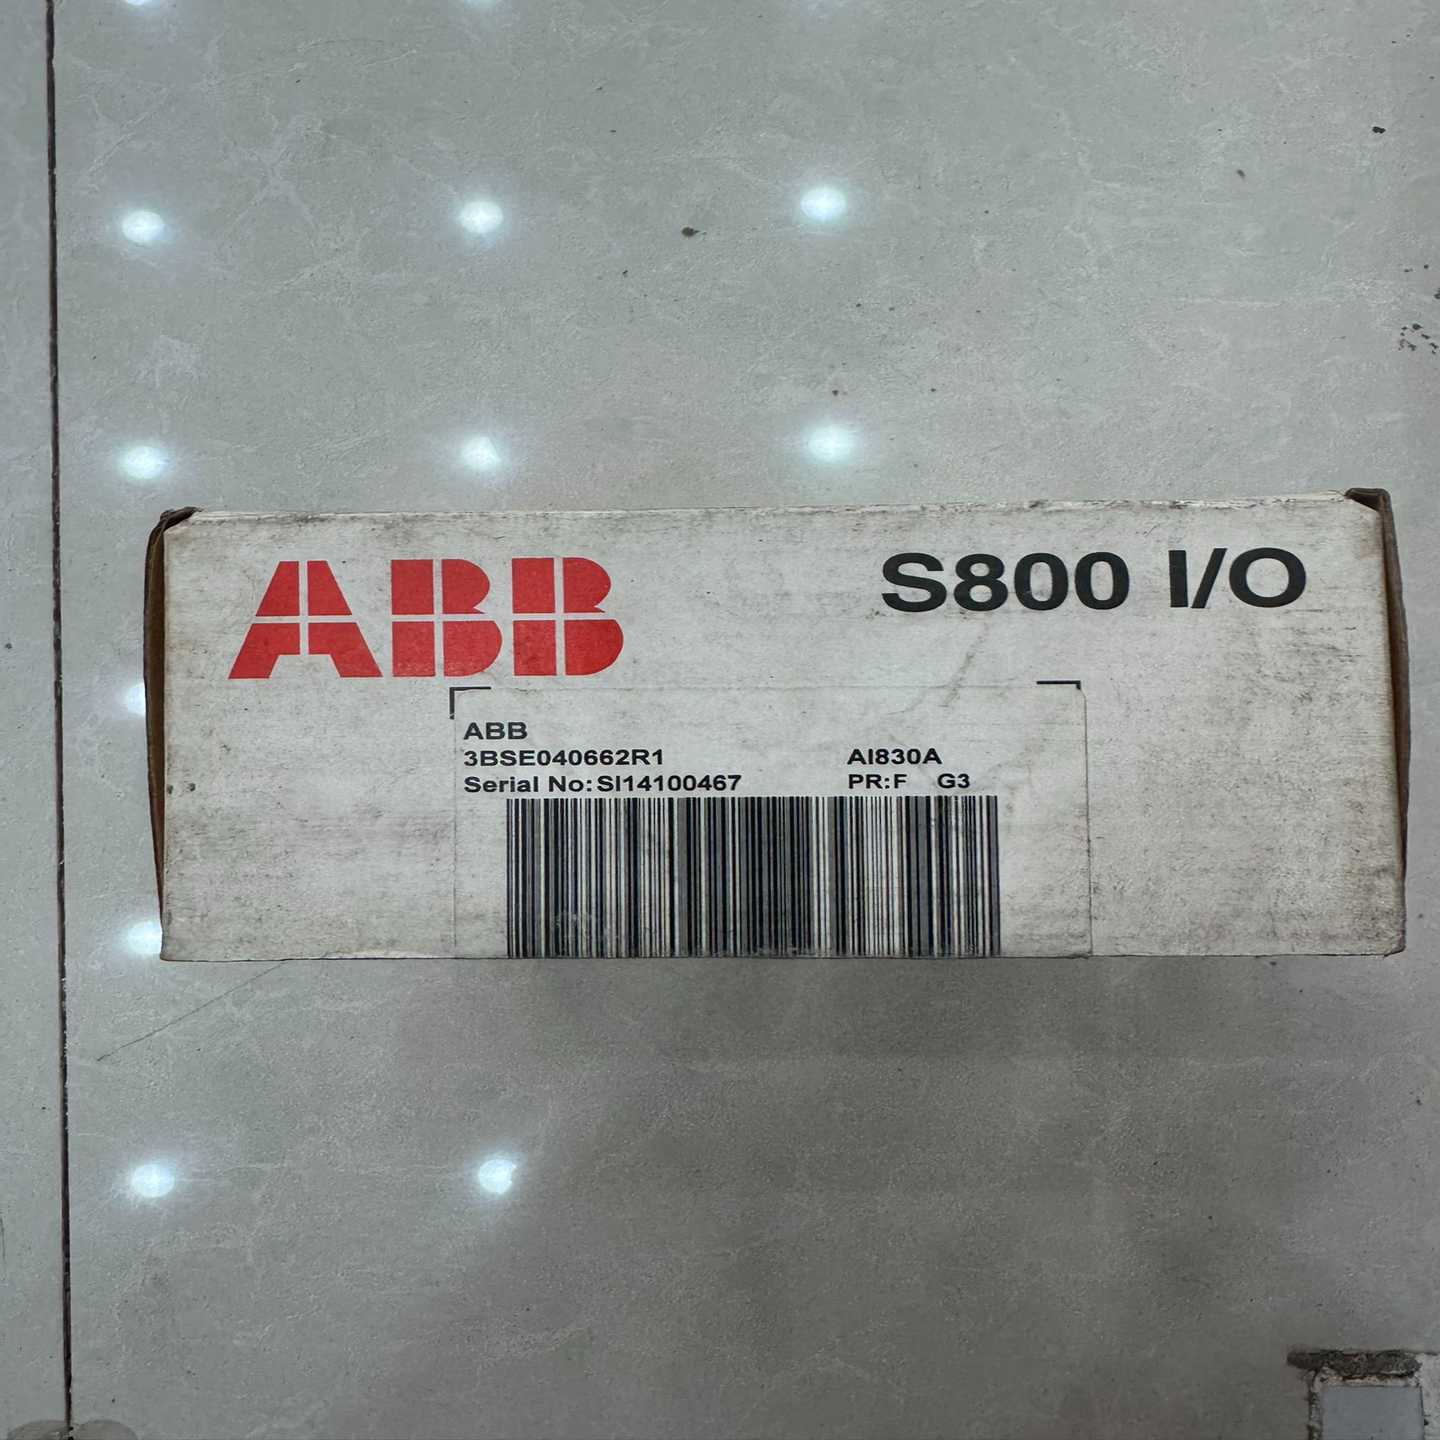 ABB S800 I/O
ABB
3BSE040662R1 AI830A
Serial No:SI14100467 PR:F G3